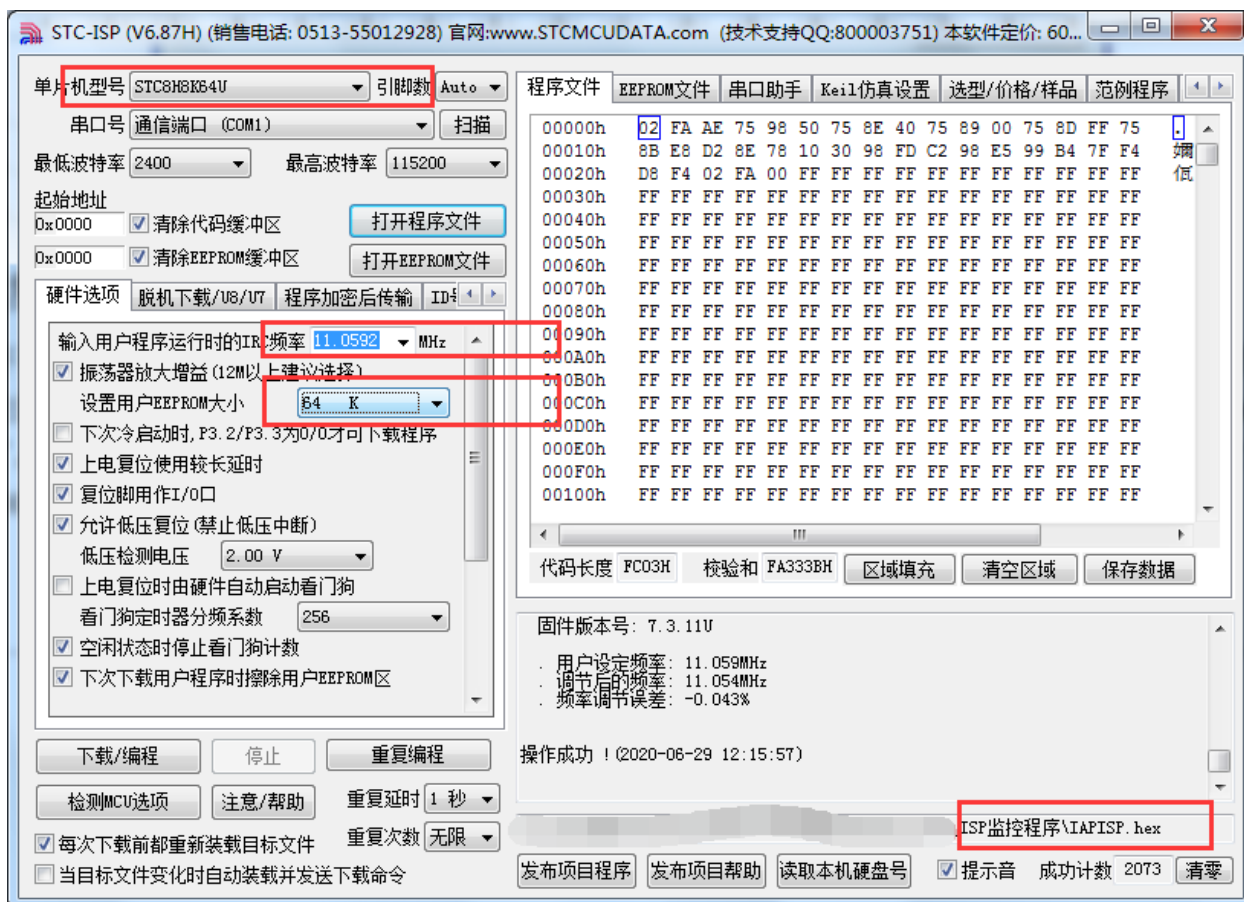 STC-ISP (V6.87H) (销售电话: 0513-55012928) 官网:www.STCMCUDATA.com (技术支持QQ:800003751) 本软件定价: 60...
单片机型号 STC8H8K64U 引脚数 Auto
串口号 通信端口 (COM1) 扫描
最低波特率 2400 最高波特率 115200
起始地址
0x0000 清除代码缓冲区 打开程序文件
0x0000 清除EEPROM缓冲区 打开EEPROM文件
硬件选项 脱机下载/U8/U7 程序加密后传输
输入用户程序运行时的IRC频率 11.0592 MHz
振荡器放大增益(12M以上建议选择)
设置用户EEPROM大小 64 K
下次冷启动时,P3.2/P3.3为0/0才可下载程序
上电复位使用较长延时
复位脚用作I/O口
允许低压复位(禁止低压中断)
低压检测电压 2.00 V
上电复位时由硬件自动启动看门狗
看门狗定时器分频系数 256
空闲状态时停止看门狗计数
下次下载用户程序时擦除用户EEPROM区
下载/编程 停止 重复编程
检测MCU选项 注意/帮助 重复延时 1 秒
每次下载前都重新装载目标文件 重复次数 无限
当目标文件变化时自动装载并发送下载命令
程序文件 EEPROM文件 串口助手 Keil仿真设置 选型/价格/样品 范例程序
00000h 02 FA AE 75 98 50 75 8E 40 75 89 00 75 8D FF 75 .
00010h 8B E8 D2 8E 78 10 30 98 FD C2 98 E5 99 B4 7F F4
00020h D8 F4 02 FA 00 FF FF FF FF FF FF FF FF FF FF FF
00030h FF FF FF FF FF FF FF FF FF FF FF FF FF FF FF FF
00040h FF FF FF FF FF FF FF FF FF FF FF FF FF FF FF FF
00050h FF FF FF FF FF FF FF FF FF FF FF FF FF FF FF FF
00060h FF FF FF FF FF FF FF FF FF FF FF FF FF FF FF FF
00070h FF FF FF FF FF FF FF FF FF FF FF FF FF FF FF FF
00080h FF FF FF FF FF FF FF FF FF FF FF FF FF FF FF FF
00090h FF FF FF FF FF FF FF FF FF FF FF FF FF FF FF FF
000A0h FF FF FF FF FF FF FF FF FF FF FF FF FF FF FF FF
000B0h FF FF FF FF FF FF FF FF FF FF FF FF FF FF FF FF
000C0h FF FF FF FF FF FF FF FF FF FF FF FF FF FF FF FF
000D0h FF FF FF FF FF FF FF FF FF FF FF FF FF FF FF FF
000E0h FF FF FF FF FF FF FF FF FF FF FF FF FF FF FF FF
000F0h FF FF FF FF FF FF FF FF FF FF FF FF FF FF FF FF
00100h FF FF FF FF FF FF FF FF FF FF FF FF FF FF FF FF
代码长度 FC03H 校验和 FA333BH 区域填充 清空区域 保存数据
固件版本号: 7.3.11U
. 用户设定频率: 11.059MHz
. 调节后的频率: 11.054MHz
. 频率调节误差: -0.043%
操作成功 !(2020-06-29 12:15:57)
ISP监控程序\IAPISP.hex
发布项目程序 发布项目帮助 读取本机硬盘号 提示音 成功计数 2073 清零